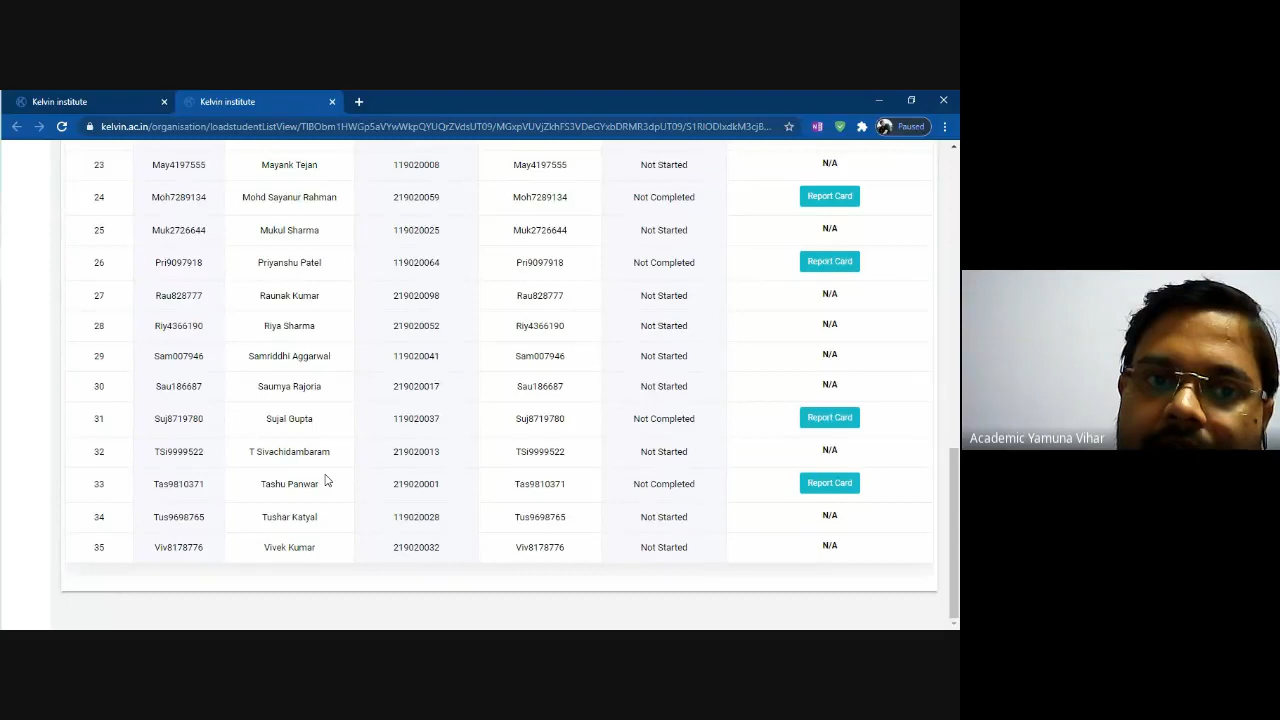 Kelvin institute
Kelvin institute
kelvin.ac.in/organisation/loadstudentListView/
Paused
23 May4197555 Mayank Tejan 119020008 May4197555 Not Started N/A
24 Moh7289134 Mohd Sayanur Rahman 219020059 Moh7289134 Not Completed Report Card
25 Muk2726644 Mukul Sharma 119020025 Muk2726644 Not Started N/A
26 Pri9097918 Priyanshu Patel 119020064 Pri9097918 Not Completed Report Card
27 Rau828777 Raunak Kumar 219020098 Rau828777 Not Started N/A
28 Riy4366190 Riya Sharma 219020052 Riy4366190 Not Started N/A
29 Sam007946 Samriddhi Aggarwal 119020041 Sam007946 Not Started N/A
30 Sau186687 Saumya Rajoria 219020017 Sau186687 Not Started N/A
31 Suj8719780 Sujal Gupta 119020037 Suj8719780 Not Completed Report Card
32 TSi9999522 T Sivachidambaram 219020013 TSi9999522 Not Started N/A
33 Tas9810371 Tashu Panwar 219020001 Tas9810371 Not Completed Report Card
34 Tus9698765 Tushar Katyal 119020028 Tus9698765 Not Started N/A
35 Viv8178776 Vivek Kumar 219020032 Viv8178776 Not Started N/A
Academic Yamuna Vihar